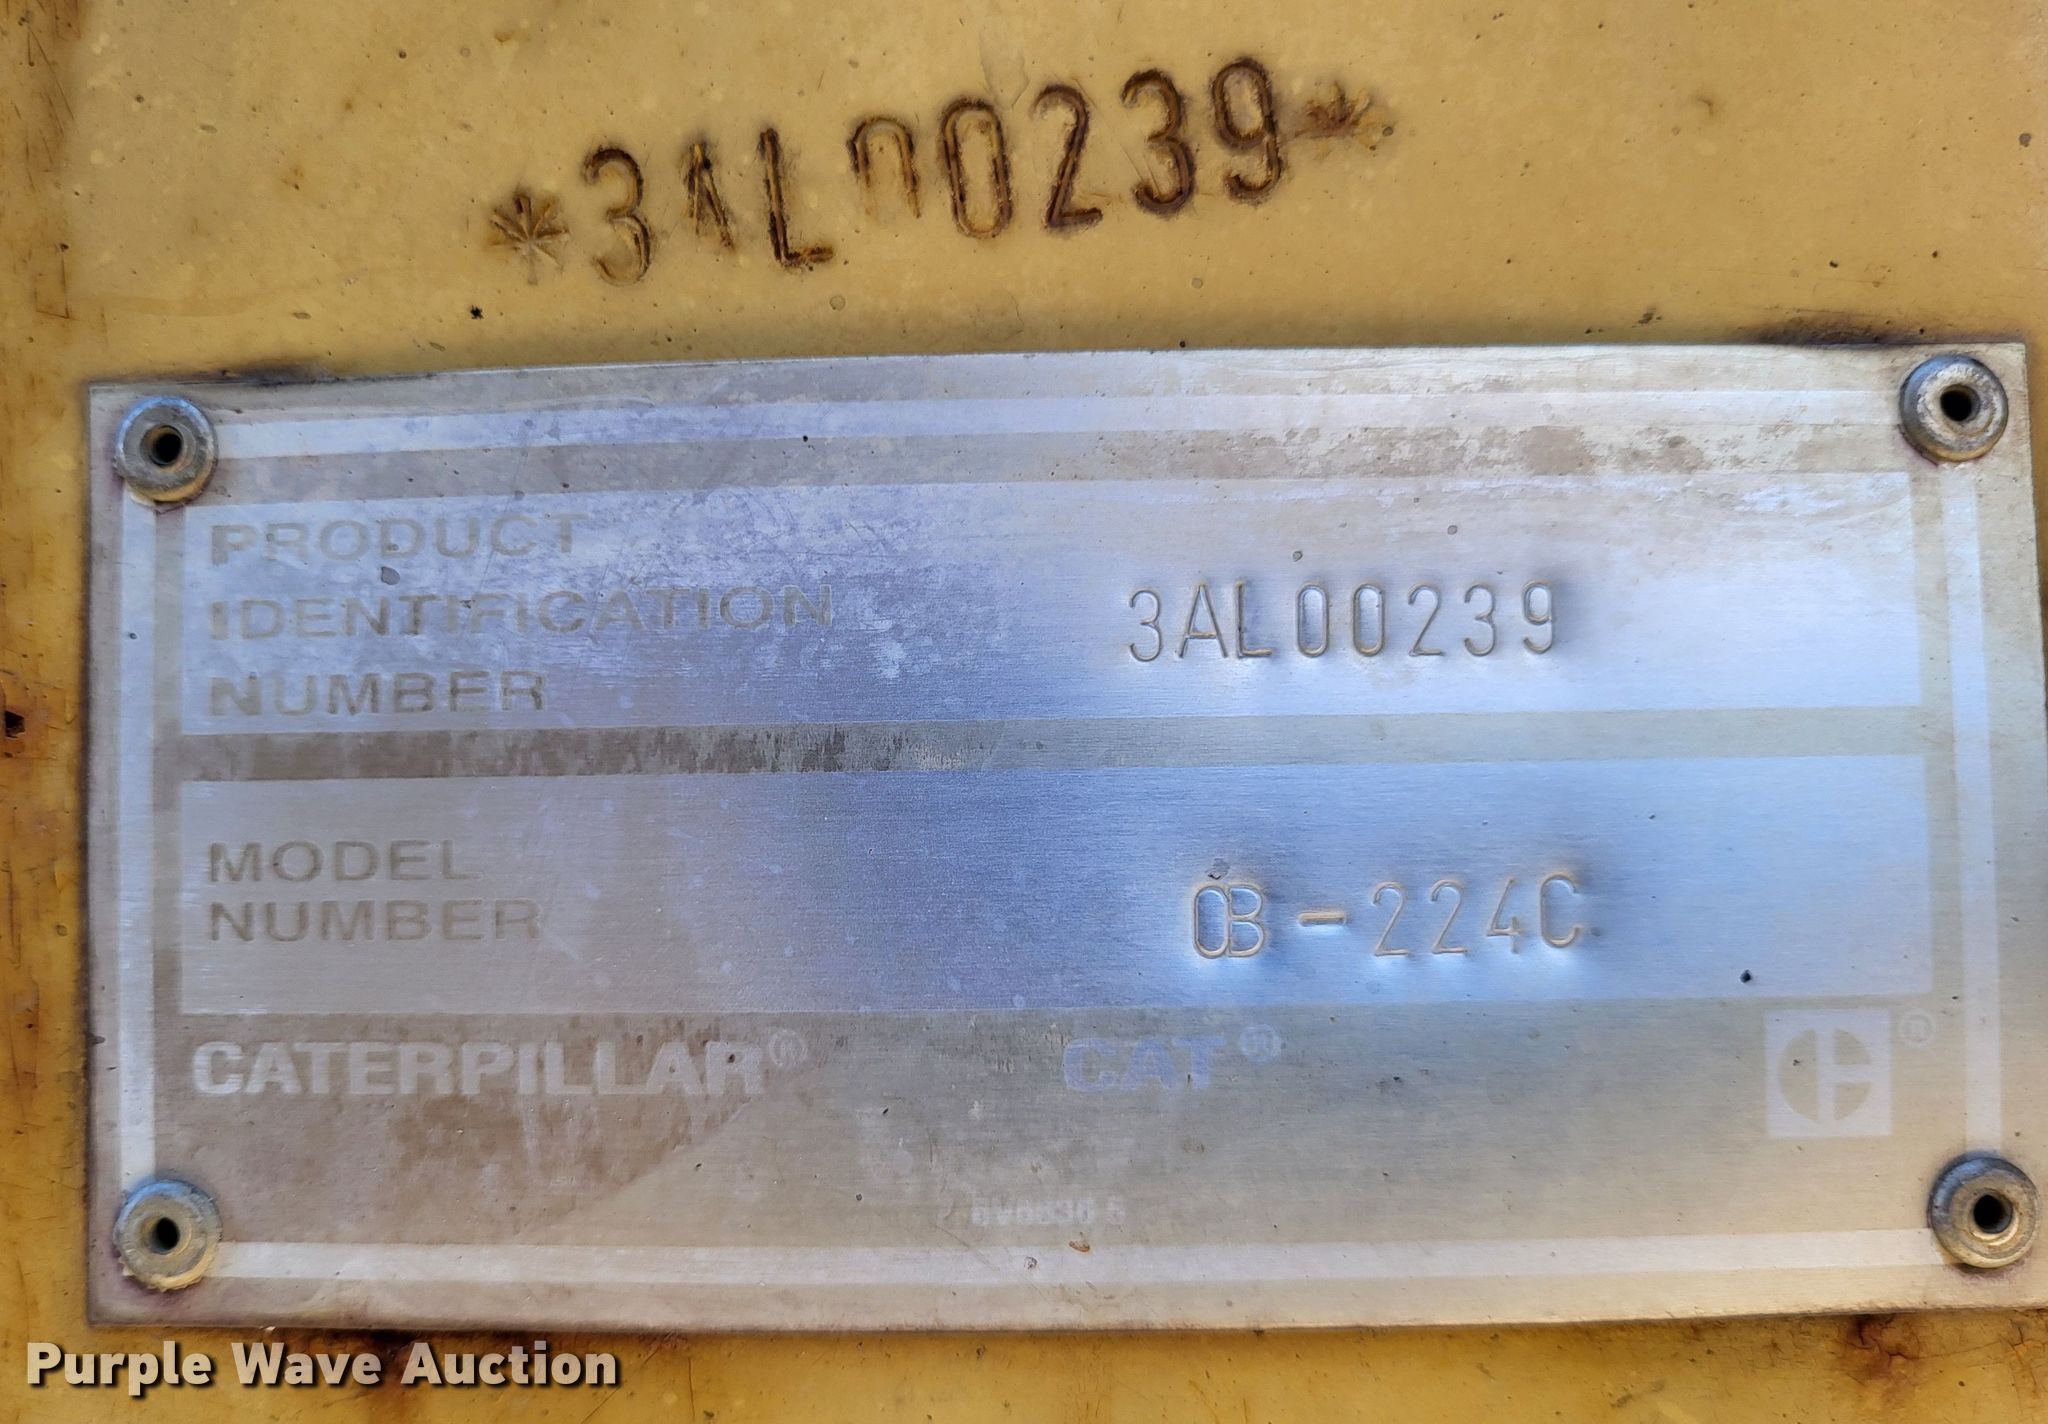 *3AL00239*
PRODUCT
IDENTIFICATION
NUMBER
3AL00239
MODEL
NUMBER
CB-224C
CATERPILLAR® CAT® ®
Purple Wave Auction